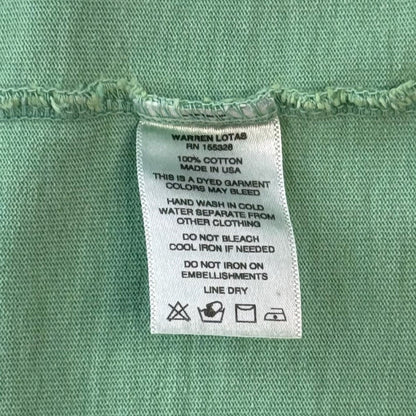 WARREN LOTAS
RN 155328
100% COTTON
MADE IN USA
THIS IS A DYED GARMENT
COLORS MAY BLEED
HAND WASH IN COLD
WATER SEPARATE FROM
OTHER CLOTHING
DO NOT BLEACH
COOL IRON IF NEEDED
DO NOT IRON ON
EMBELLISHMENTS
LINE DRY